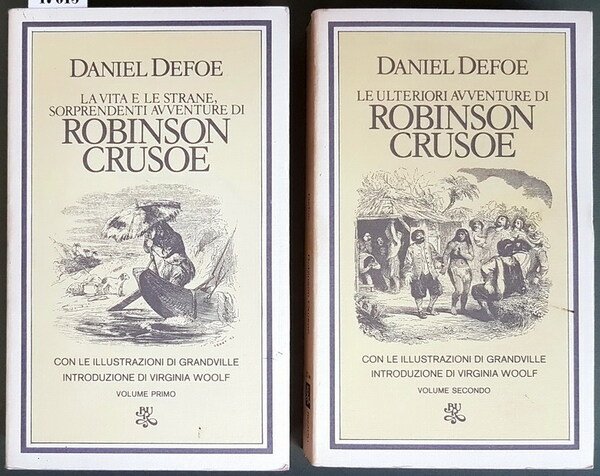 DANIEL DEFOE
LA VITA E LE STRANE,
SORPRENDENTI AVVENTURE DI
ROBINSON
CRUSOE
CON LE ILLUSTRAZIONI DI GRANDVILLE
INTRODUZIONE DI VIRGINIA WOOLF
VOLUME PRIMO
BUR
DANIEL DEFOE
LE ULTERIORI AVVENTURE DI
ROBINSON
CRUSOE
CON LE ILLUSTRAZIONI DI GRANDVILLE
INTRODUZIONE DI VIRGINIA WOOLF
VOLUME SECONDO
BUR